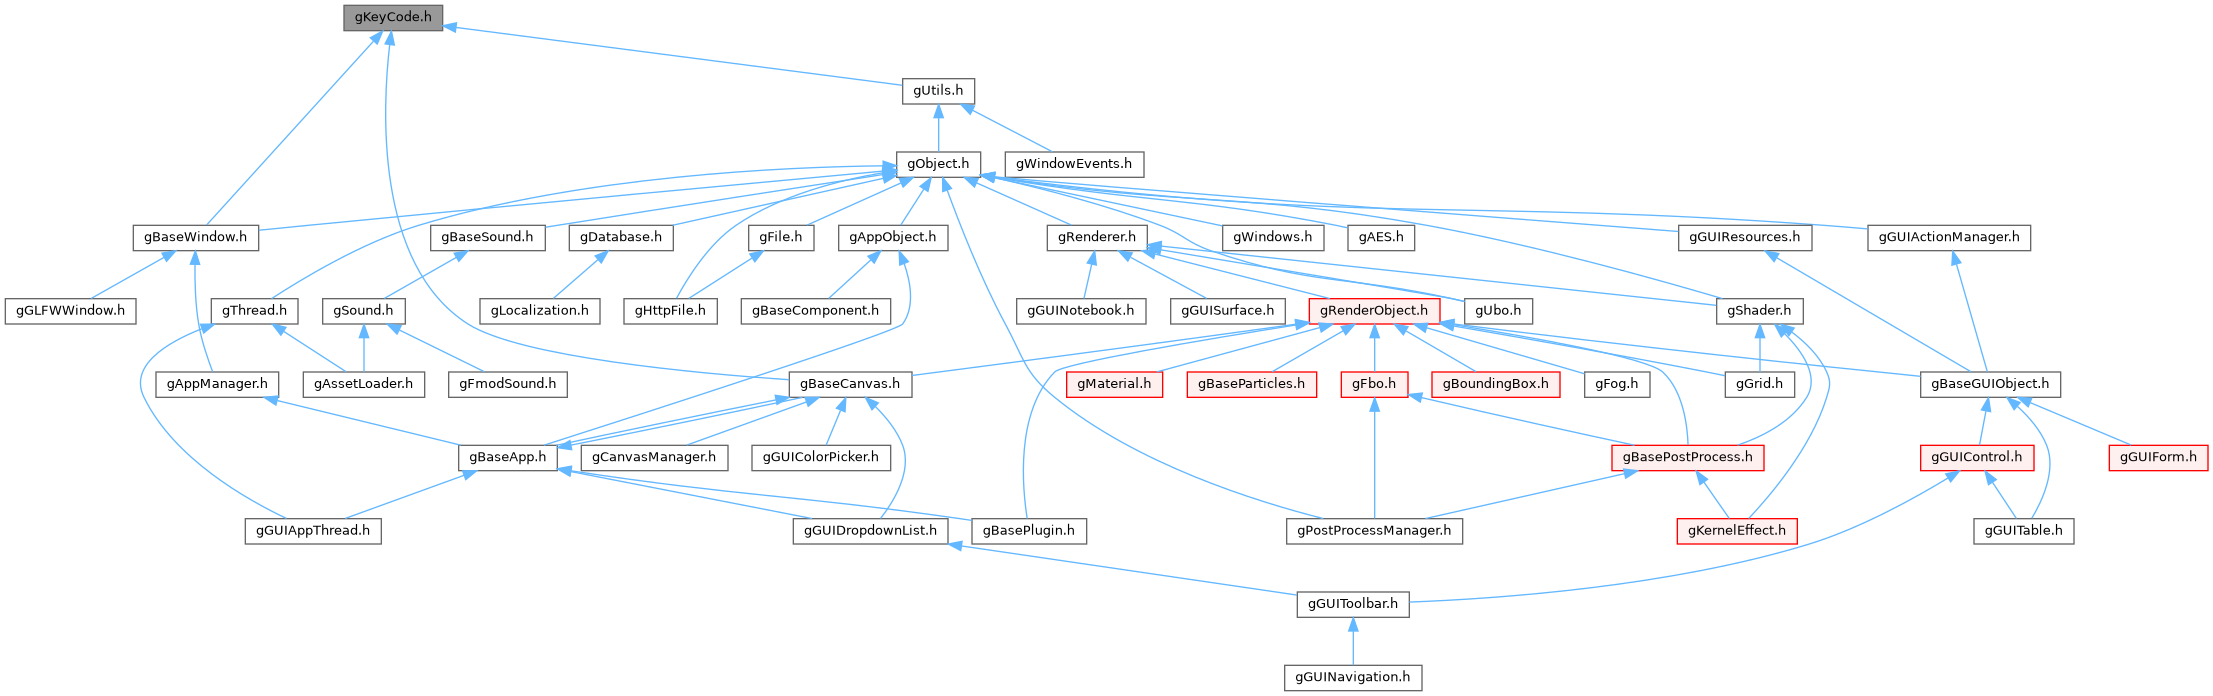 gKeyCode.h
gUtils.h
gObject.h
gWindowEvents.h
gBaseWindow.h
gBaseSound.h
gDatabase.h
gFile.h
gAppObject.h
gRenderer.h
gWindows.h
gAES.h
gGUIResources.h
gGUIActionManager.h
gGLFWWindow.h
gThread.h
gSound.h
gLocalization.h
gHttpFile.h
gBaseComponent.h
gGUINotebook.h
gGUISurface.h
gRenderObject.h
gUbo.h
gShader.h
gAppManager.h
gAssetLoader.h
gFmodSound.h
gBaseCanvas.h
gMaterial.h
gBaseParticles.h
gFbo.h
gBoundingBox.h
gFog.h
gGrid.h
gBaseGUIObject.h
gBaseApp.h
gCanvasManager.h
gGUIColorPicker.h
gBasePostProcess.h
gGUIControl.h
gGUIForm.h
gGUIAppThread.h
gGUIDropdownList.h
gBasePlugin.h
gPostProcessManager.h
gKernelEffect.h
gGUITable.h
gGUIToolbar.h
gGUINavigation.h